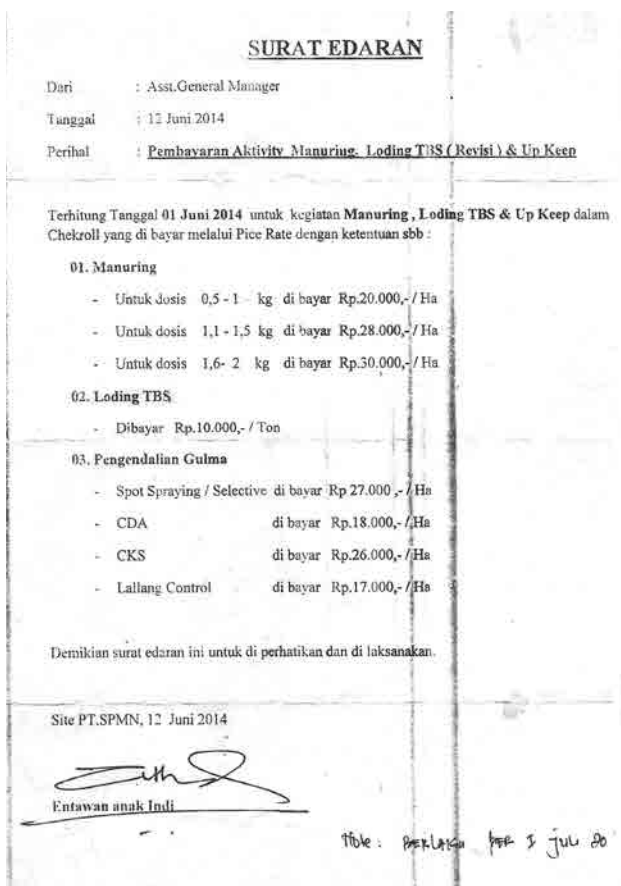 SURAT EDARAN
Dari : Asst.General Manager
Tanggal : 12 Juni 2014
Perihal : Pembayaran Aktivity Manuring, Loding TBS ( Revisi ) & Up Keep
Terhitung Tanggal 01 Juni 2014 untuk kegiatan Manuring , Loding TBS & Up Keep dalam
Chekroll yang di bayar melalui Pice Rate dengan ketentuan sbb :
01. Manuring
- Untuk dosis 0,5 - 1 kg di bayar Rp.20.000,- / Ha
- Untuk dosis 1,1 - 1,5 kg di bayar Rp.28.000,- / Ha
- Untuk dosis 1,6- 2 kg di bayar Rp.30.000,- / Ha
02. Loding TBS
- Dibayar Rp.10.000,- / Ton
03. Pengendalian Gulma
- Spot Spraying / Selective di bayar Rp 27.000 ,- / Ha
- CDA di bayar Rp.18.000,- / Ha
- CKS di bayar Rp.26.000,- / Ha
- Lallang Control di bayar Rp.17.000,- / Ha
Demikian surat edaran ini untuk di perhatikan dan di laksanakan.
Site PT.SPMN, 12 Juni 2014
Entawan anak Indi
Note : BERLAKU PER I JULI 20